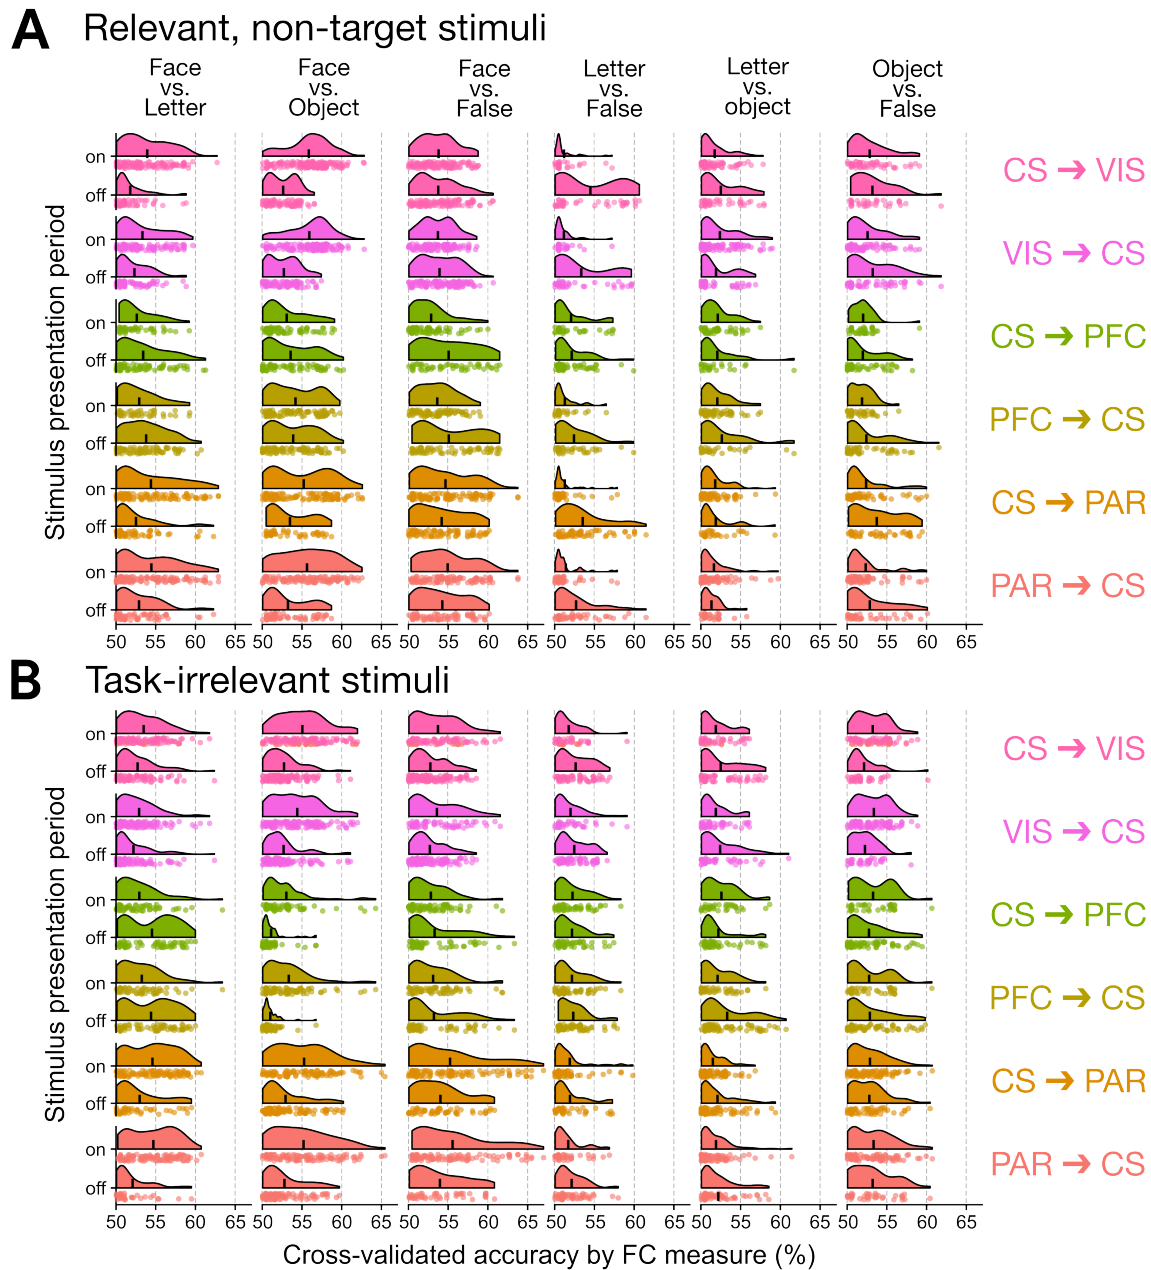 A Relevant, non-target stimuli
Face vs. Letter
Face vs. Object
Face vs. False
Letter vs. False
Letter vs. object
Object vs. False
Stimulus presentation period
on
off
CS → VIS
on
off
VIS → CS
on
off
CS → PFC
on
off
PFC → CS
on
off
CS → PAR
on
off
PAR → CS
50 55 60 65 50 55 60 65 50 55 60 65 50 55 60 65 50 55 60 65 50 55 60 65
B Task-irrelevant stimuli
Stimulus presentation period
on
off
CS → VIS
on
off
VIS → CS
on
off
CS → PFC
on
off
PFC → CS
on
off
CS → PAR
on
off
PAR → CS
50 55 60 65 50 55 60 65 50 55 60 65 50 55 60 65 50 55 60 65 50 55 60 65
Cross-validated accuracy by FC measure (%)